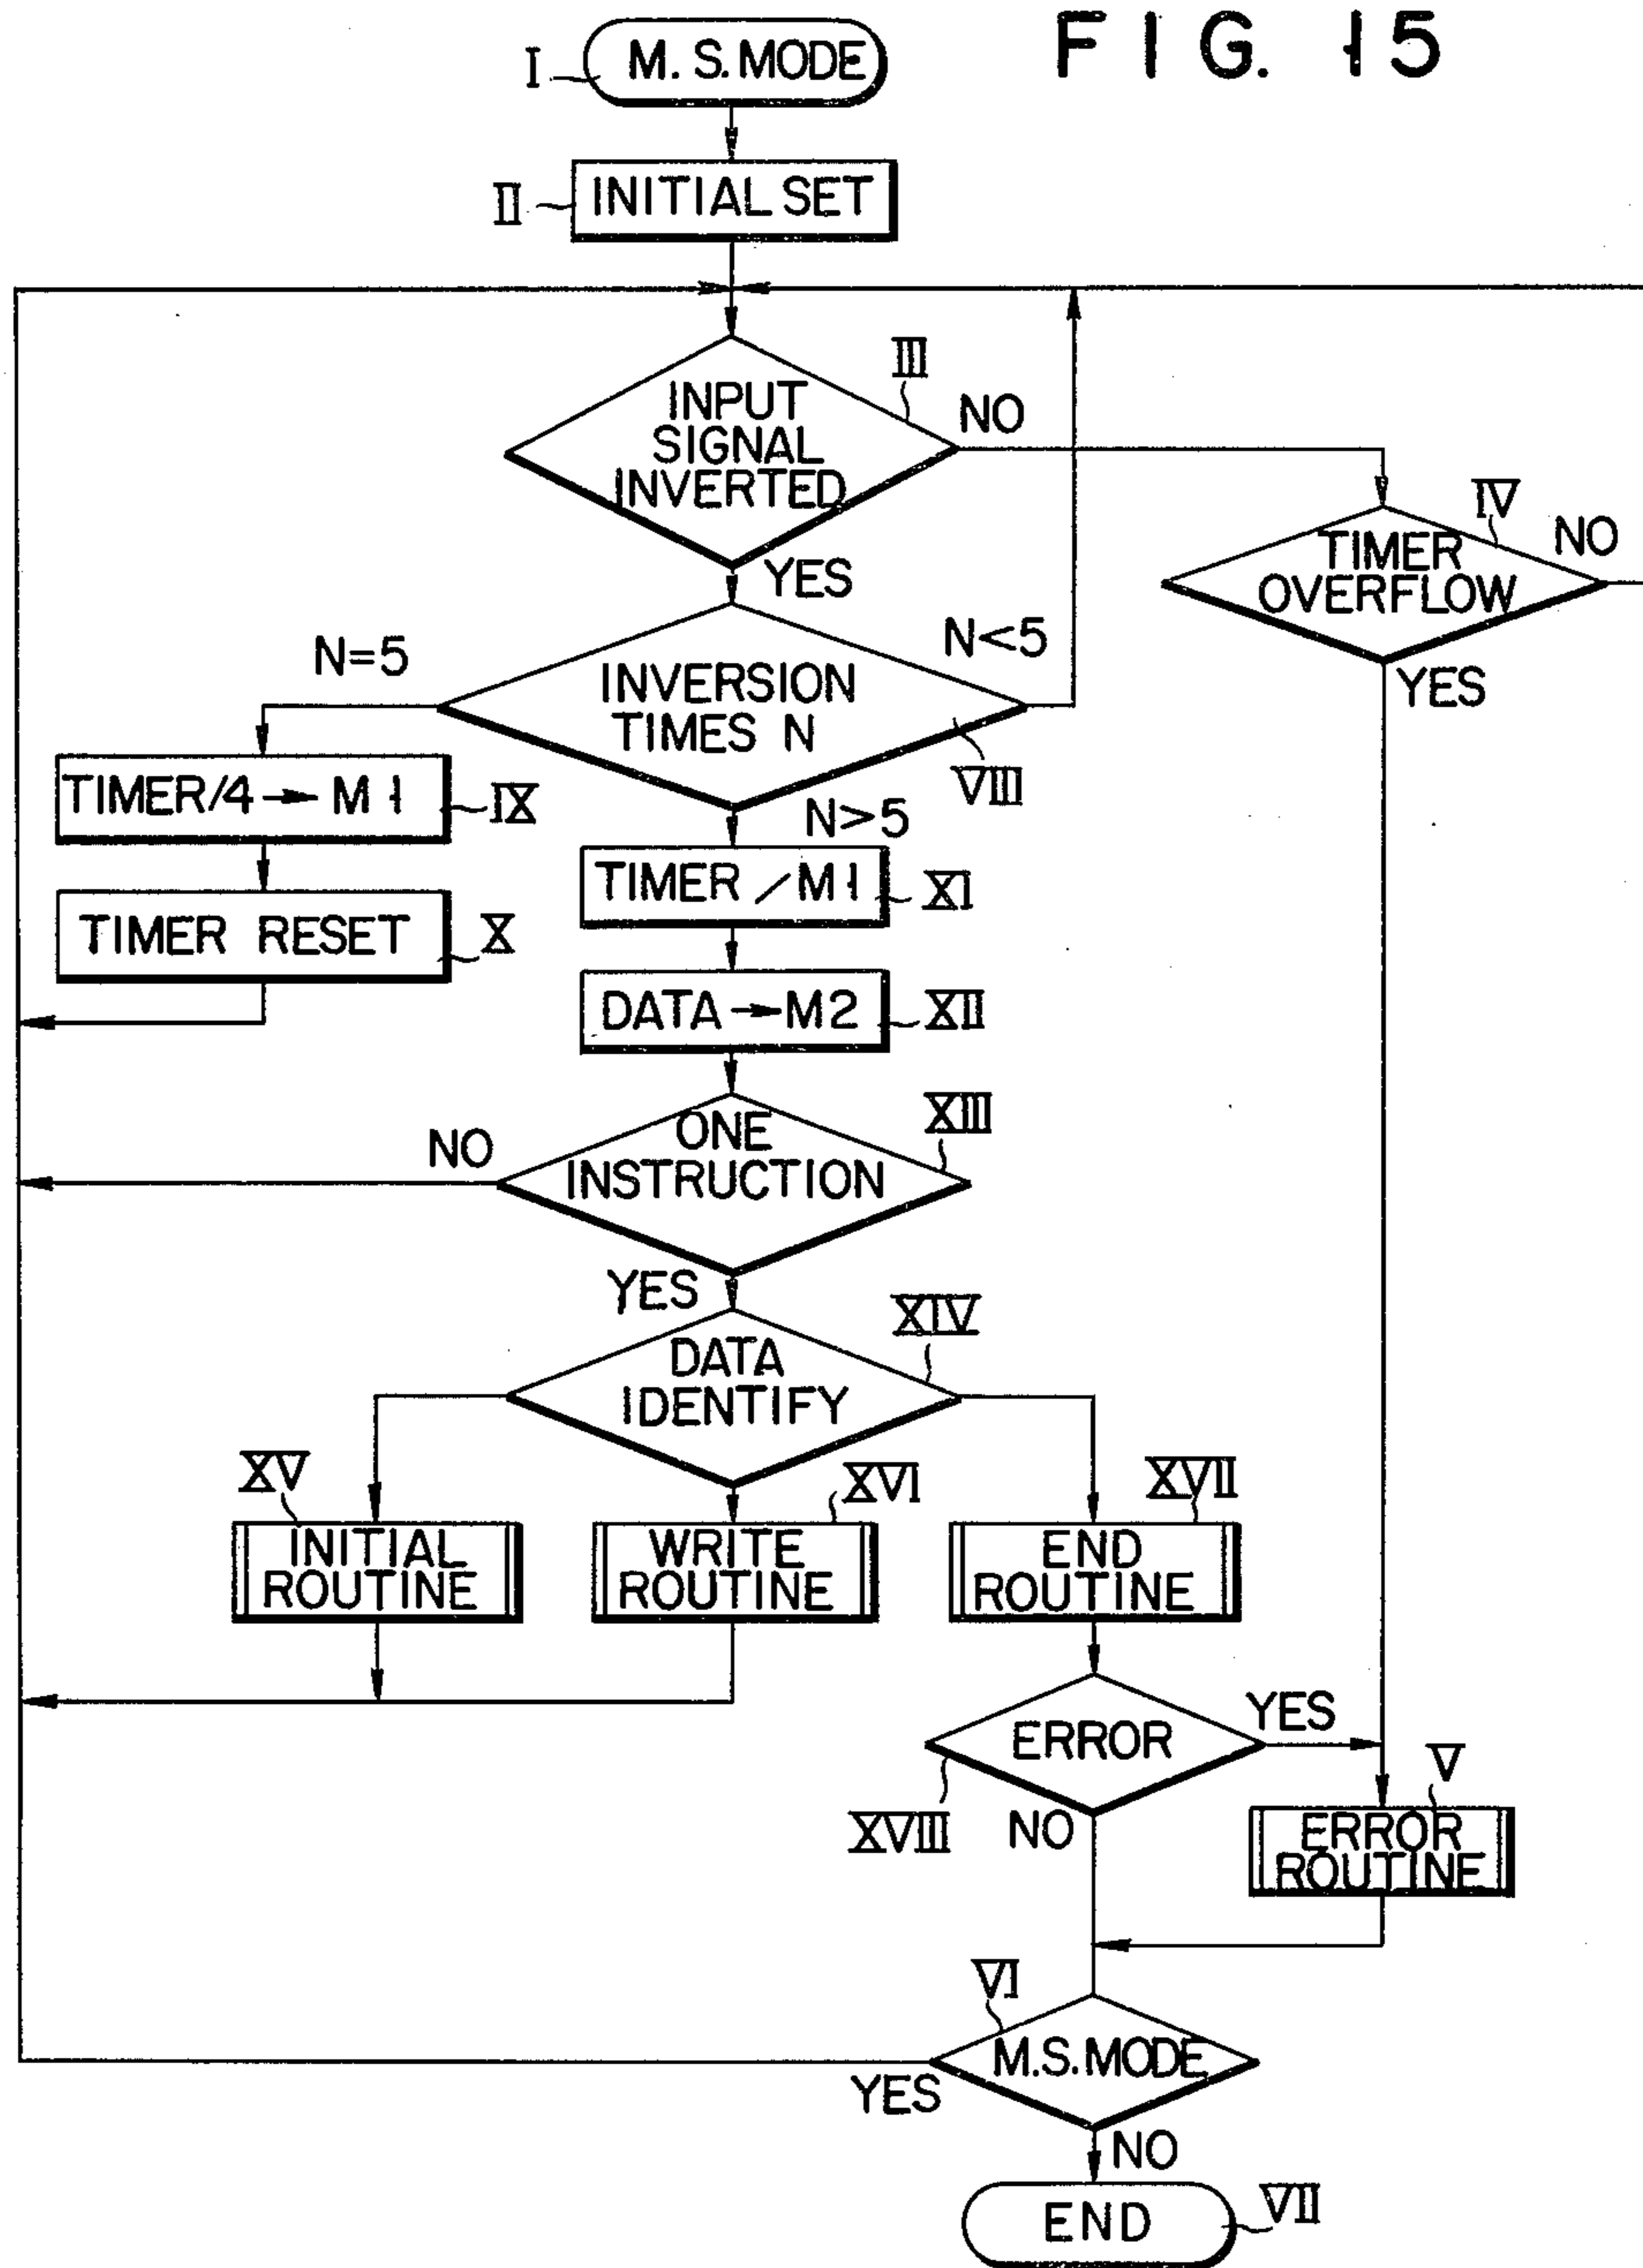 FIG. 15
I
M. S. MODE
II
INITIAL SET
III
INPUT
SIGNAL
INVERTED
NO
YES
IV
TIMER
OVERFLOW
NO
YES
N=5
N<5
INVERSION
TIMES N
VIII
N>5
TIMER/4→M1
IX
TIMER RESET
X
TIMER/M1
XI
DATA→M2
XII
ONE
INSTRUCTION
XIII
NO
YES
DATA
IDENTIFY
XIV
XV
INITIAL
ROUTINE
XVI
WRITE
ROUTINE
XVII
END
ROUTINE
ERROR
YES
XVIII
NO
V
ERROR
ROUTINE
VI
M.S.MODE
YES
NO
END
VII